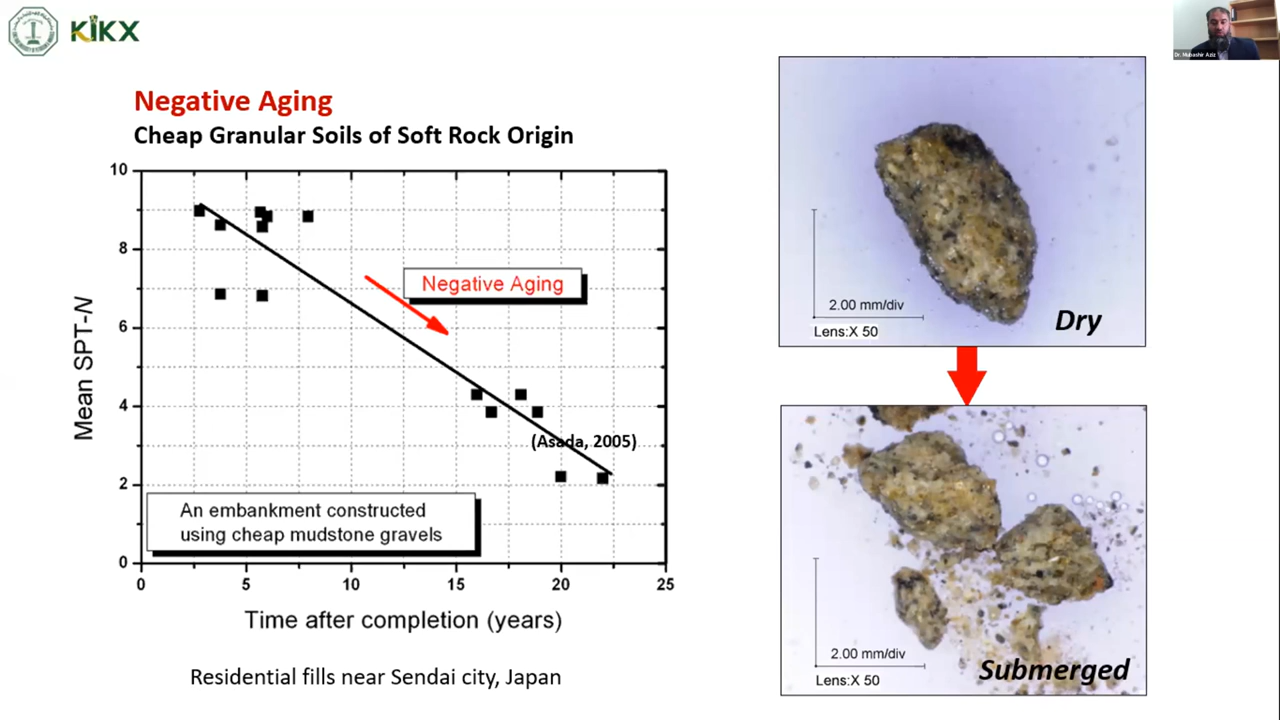 KiKX
Dr. Mubashir Aziz
Negative Aging
Cheap Granular Soils of Soft Rock Origin
10
8
6
4
2
0
Mean SPT-N
Negative Aging
(Asada, 2005)
An embankment constructed
using cheap mudstone gravels
0 5 10 15 20 25
Time after completion (years)
Residential fills near Sendai city, Japan
2.00 mm/div
Lens:X 50
Dry
2.00 mm/div
Lens:X 50
Submerged